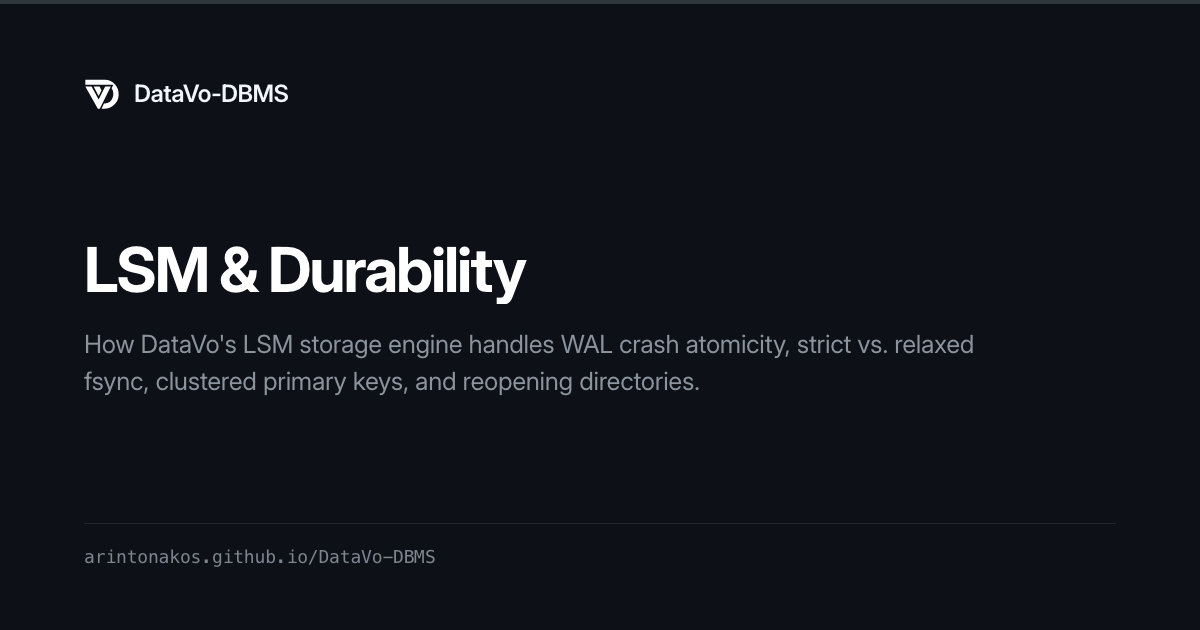 DataVo-DBMS
LSM & Durability
How DataVo's LSM storage engine handles WAL crash atomicity, strict vs. relaxed
fsync, clustered primary keys, and reopening directories.
arintonakos.github.io/DataVo-DBMS